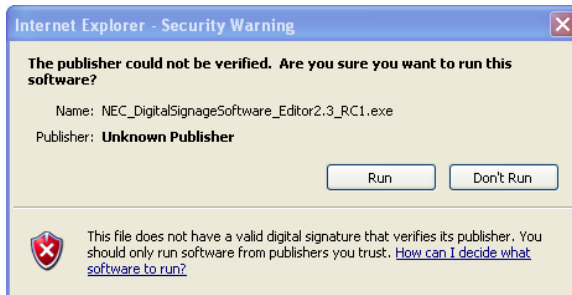 Internet Explorer - Security Warning
The publisher could not be verified. Are you sure you want to run this
software?
Name: NEC_DigitalSignageSoftware_Editor2.3_RC1.exe
Publisher: Unknown Publisher
Run
Don't Run
This file does not have a valid digital signature that verifies its publisher. You
should only run software from publishers you trust. How can I decide what
software to run?